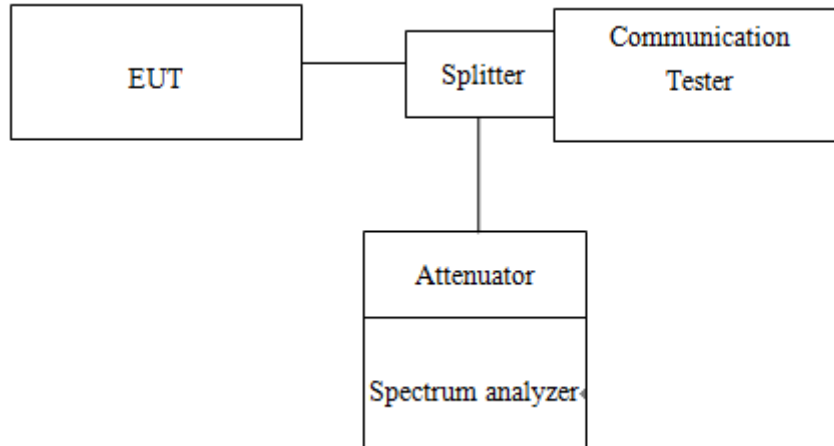 EUT
Splitter
Communication
Tester
Attenuator
Spectrum analyzer